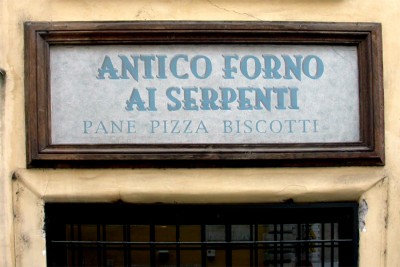 ANTICO FORNO
AI SERPENTI
PANE PIZZA BISCOTTI